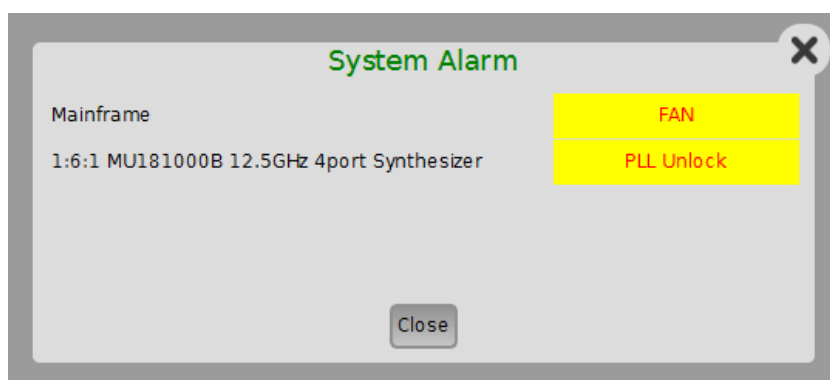 System Alarm
Mainframe FAN
1:6:1 MU181000B 12.5GHz 4port Synthesizer PLL Unlock
Close